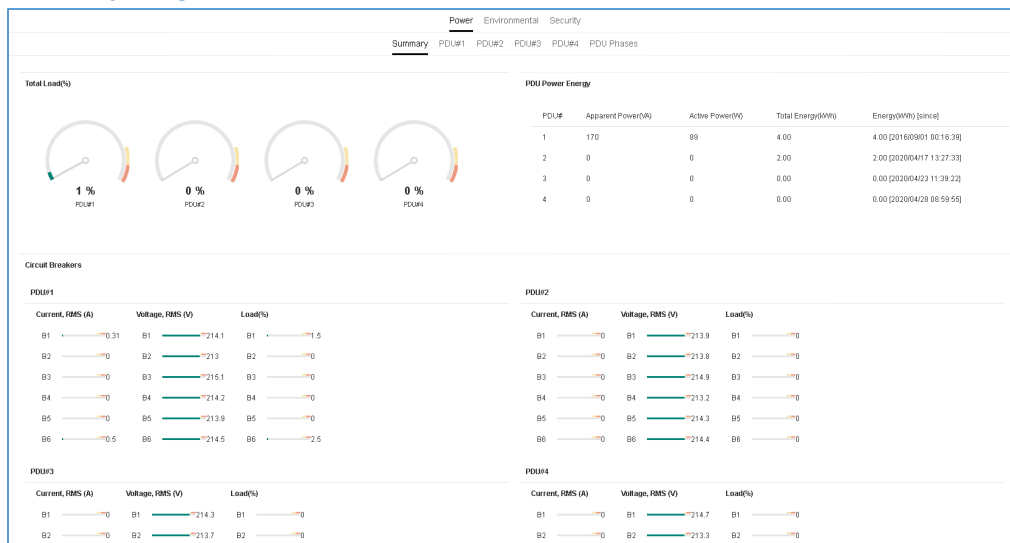 Power Environmental Security
Summary PDU#1 PDU#2 PDU#3 PDU#4 PDU Phases
Total Load(%)
1 % 0 % 0 % 0 %
PDU#1 PDU#2 PDU#3 PDU#4
PDU Power Energy
PDU# Apparent Power(VA) Active Power(W) Total Energy(kWh) Energy(kWh) [since]
1 170 89 4.00 4.00 [2016/09/01 00:16:39]
2 0 0 2.00 2.00 [2020/04/17 13:27:33]
3 0 0 0.00 0.00 [2020/04/23 11:39:22]
4 0 0 0.00 0.00 [2020/04/28 08:59:55]
Circuit Breakers
PDU#1
Current, RMS (A) Voltage, RMS (V) Load(%)
B1 0.31 B1 214.1 B1 1.5
B2 0 B2 213 B2 0
B3 0 B3 215.1 B3 0
B4 0 B4 214.2 B4 0
B5 0 B5 213.9 B5 0
B6 0.5 B6 214.5 B6 2.5
PDU#2
Current, RMS (A) Voltage, RMS (V) Load(%)
B1 0 B1 213.9 B1 0
B2 0 B2 213.8 B2 0
B3 0 B3 214.9 B3 0
B4 0 B4 213.2 B4 0
B5 0 B5 214.3 B5 0
B6 0 B6 214.4 B6 0
PDU#3
Current, RMS (A) Voltage, RMS (V) Load(%)
B1 0 B1 214.3 B1 0
B2 0 B2 213.7 B2 0
PDU#4
Current, RMS (A) Voltage, RMS (V) Load(%)
B1 0 B1 214.7 B1 0
B2 0 B2 213.3 B2 0